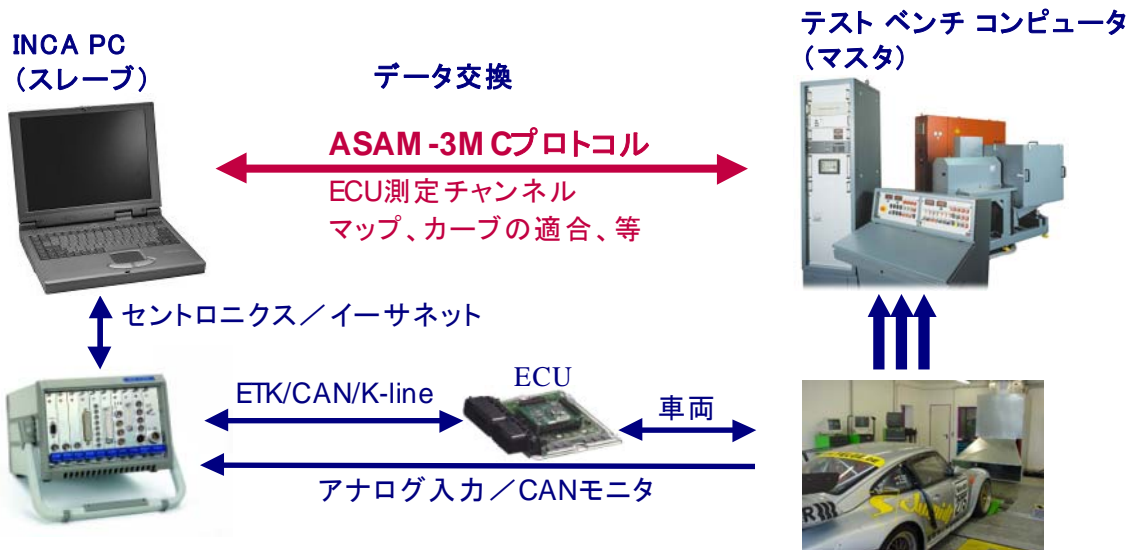 INCA PC
(スレーブ)
データ交換
テスト ベンチ コンピュータ
(マスタ)
ASAM-3MCプロトコル
ECU測定チャンネル
マップ、カーブの適合、等
セントロニクス/イーサネット
ETK/CAN/K-line
ECU
車両
アナログ入力/CANモニタ